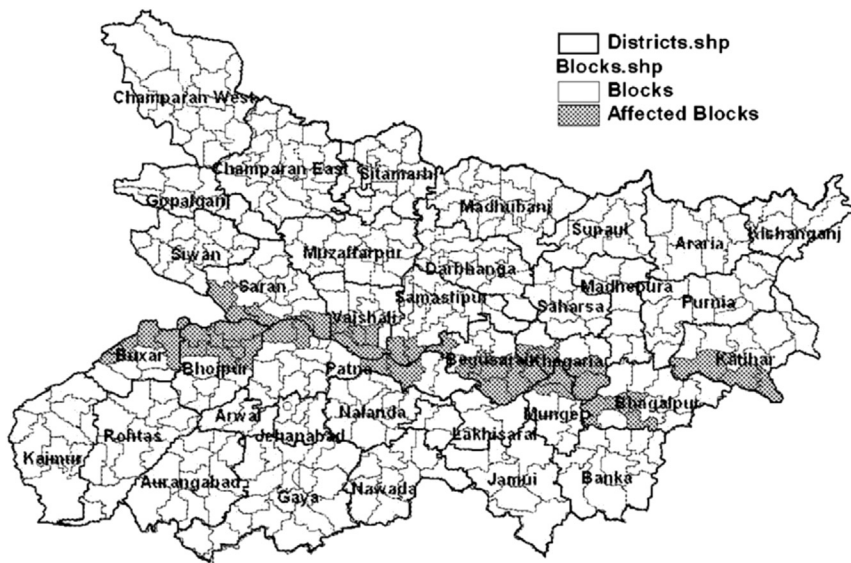 Districts.shp
Blocks.shp
Blocks
Affected Blocks
Champaran West
Champaran East
Sitamarhi
Gopalganj
Madhubani
Supaul
Araria
Kishanganj
Siwan
Muzaffarpur
Darbhanga
Saran
Samastipur
Madhepura
Saharsa
Purnia
Vaishali
Buxar
Bhojpur
Patna
Begusarai
Khagaria
Katihar
Arwal
Nalanda
Munger
Bhagalpur
Rohtas
Jehanabad
Lakhisarai
Kaimur
Aurangabad
Gaya
Nawada
Jamui
Banka